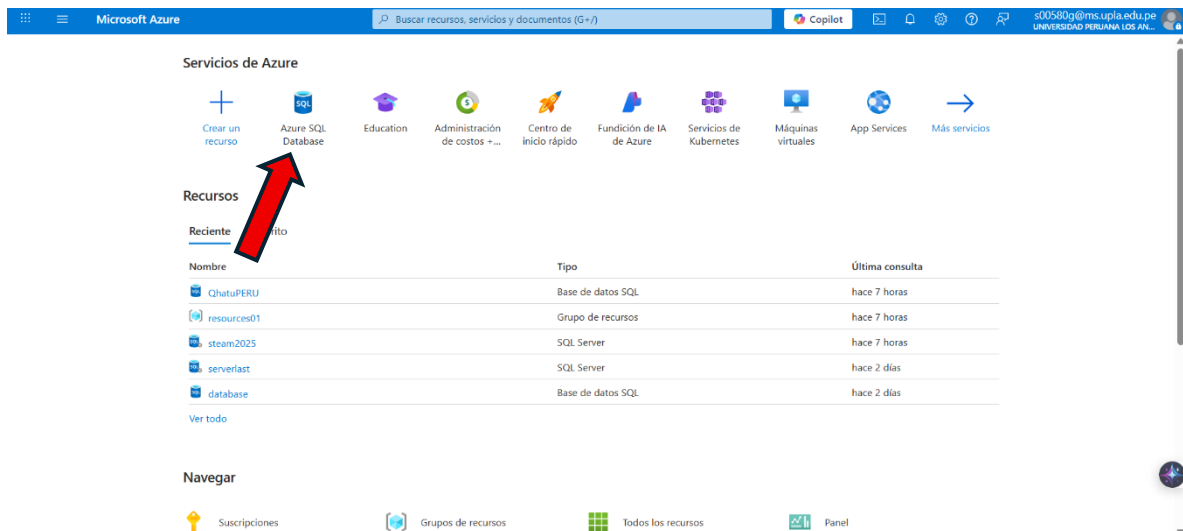 Microsoft Azure
Buscar recursos, servicios y documentos (G+/)
Copilot
s00580g@ms.upla.edu.pe
UNIVERSIDAD PERUANA LOS AN...
Servicios de Azure
Crear un
recurso
Azure SQL
Database
Education
Administración
de costos +...
Centro de
inicio rápido
Fundición de IA
de Azure
Servicios de
Kubernetes
Máquinas
virtuales
App Services
Más servicios
Recursos
Reciente
Nombre Tipo Última consulta
QhatuPERU Base de datos SQL hace 7 horas
resources01 Grupo de recursos hace 7 horas
steam2025 SQL Server hace 7 horas
serverlast SQL Server hace 2 días
database Base de datos SQL hace 2 días
Ver todo
Navegar
Suscripciones Grupos de recursos Todos los recursos Panel